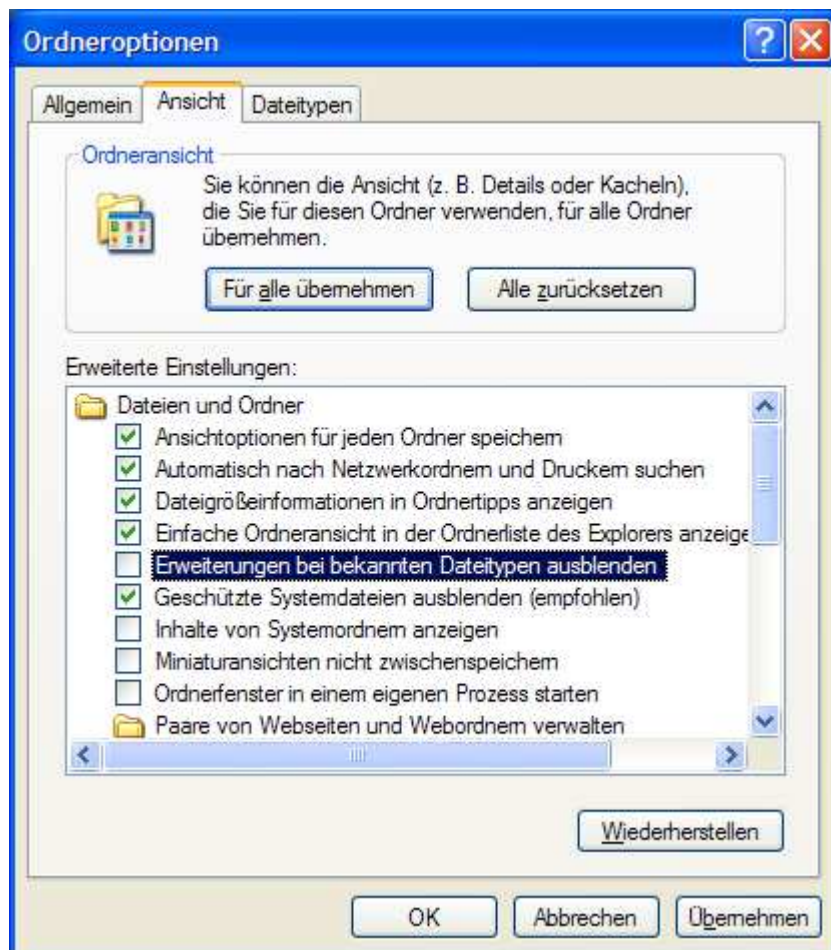 Ordneroptionen
Allgemein Ansicht Dateitypen
Ordneransicht
Sie können die Ansicht (z. B. Details oder Kacheln),
die Sie für diesen Ordner verwenden, für alle Ordner
übernehmen.
Für alle übernehmen Alle zurücksetzen
Erweiterte Einstellungen:
Dateien und Ordner
Ansichtoptionen für jeden Ordner speichern
Automatisch nach Netzwerkordnern und Druckern suchen
Dateigrößeinformationen in Ordnertipps anzeigen
Einfache Ordneransicht in der Ordnerliste des Explorers anzeige
Erweiterungen bei bekannten Dateitypen ausblenden
Geschützte Systemdateien ausblenden (empfohlen)
Inhalte von Systemordnern anzeigen
Miniaturansichten nicht zwischenspeichern
Ordnerfenster in einem eigenen Prozess starten
Paare von Webseiten und Webordnern verwalten
Wiederherstellen
OK Abbrechen Übernehmen